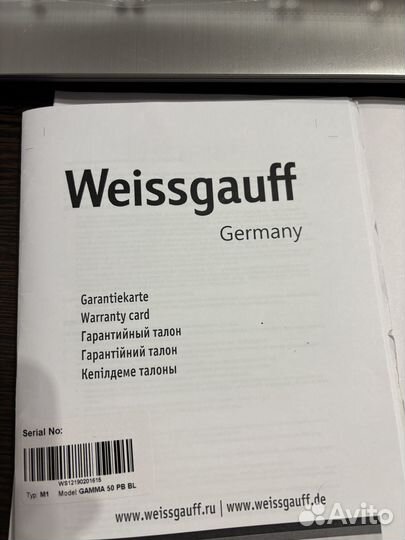 Weissgauff
Germany
Garantiekarte
Warranty card
Гарантийный талон
Гарантійний талон
Кепілдеме талоны
Serial No:
WS12190201615
Typ. M1 Model GAMMA 50 PB BL
www.weissgauff.ru | www.weissgauff.de
Avito